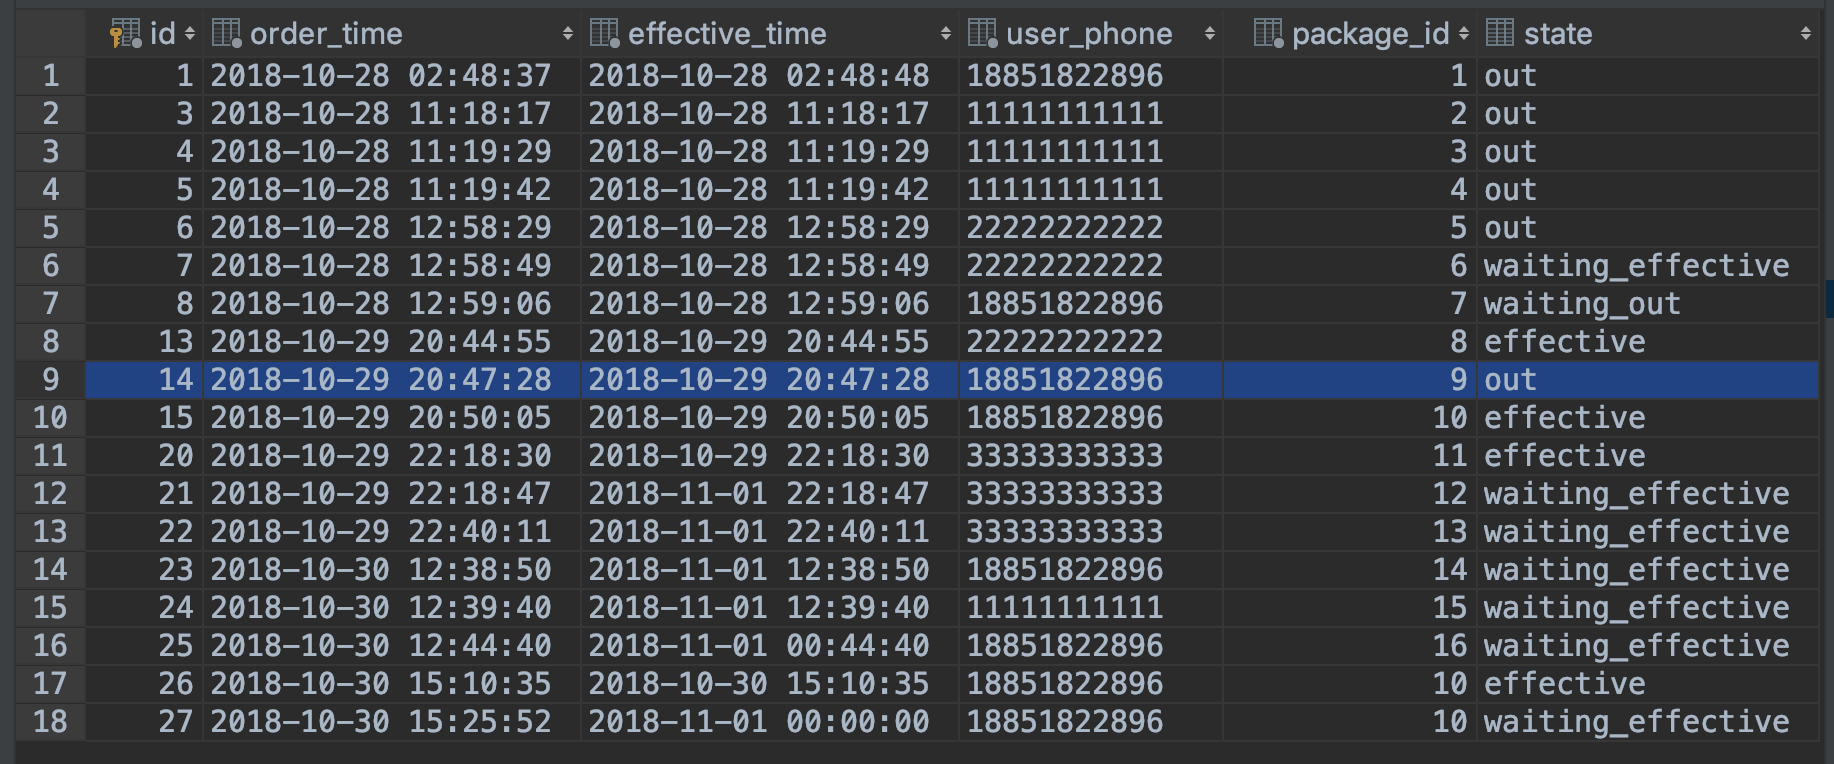 id order_time effective_time user_phone package_id state
1 1 2018-10-28 02:48:37 2018-10-28 02:48:48 18851822896 1 out
2 3 2018-10-28 11:18:17 2018-10-28 11:18:17 11111111111 2 out
3 4 2018-10-28 11:19:29 2018-10-28 11:19:29 11111111111 3 out
4 5 2018-10-28 11:19:42 2018-10-28 11:19:42 11111111111 4 out
5 6 2018-10-28 12:58:29 2018-10-28 12:58:29 22222222222 5 out
6 7 2018-10-28 12:58:49 2018-10-28 12:58:49 22222222222 6 waiting_effective
7 8 2018-10-28 12:59:06 2018-10-28 12:59:06 18851822896 7 waiting_out
8 13 2018-10-29 20:44:55 2018-10-29 20:44:55 22222222222 8 effective
9 14 2018-10-29 20:47:28 2018-10-29 20:47:28 18851822896 9 out
10 15 2018-10-29 20:50:05 2018-10-29 20:50:05 18851822896 10 effective
11 20 2018-10-29 22:18:30 2018-10-29 22:18:30 33333333333 11 effective
12 21 2018-10-29 22:18:47 2018-11-01 22:18:47 33333333333 12 waiting_effective
13 22 2018-10-29 22:40:11 2018-11-01 22:40:11 33333333333 13 waiting_effective
14 23 2018-10-30 12:38:50 2018-11-01 12:38:50 18851822896 14 waiting_effective
15 24 2018-10-30 12:39:40 2018-11-01 12:39:40 11111111111 15 waiting_effective
16 25 2018-10-30 12:44:40 2018-11-01 00:44:40 18851822896 16 waiting_effective
17 26 2018-10-30 15:10:35 2018-10-30 15:10:35 18851822896 10 effective
18 27 2018-10-30 15:25:52 2018-11-01 00:00:00 18851822896 10 waiting_effective